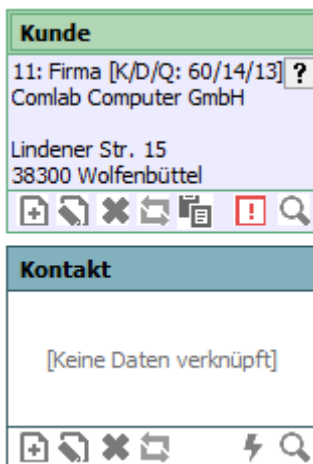 Kunde
11: Firma [K/D/Q: 60/14/13] ?
Comlab Computer GmbH
Lindener Str. 15
38300 Wolfenbüttel
Kontakt
[Keine Daten verknüpft]